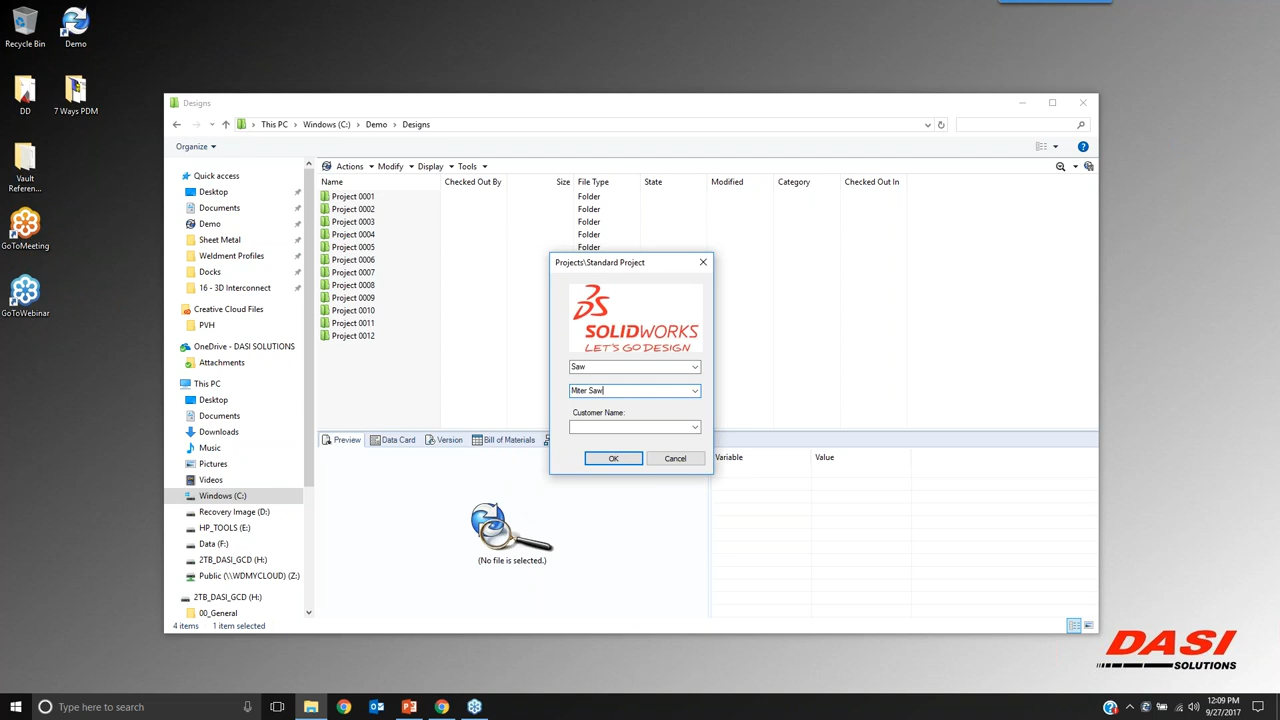 Recycle Bin
Demo
DD
7 Ways PDM
Vault
Referen...
GoToMeeting
GoToWebinar
Designs
This PC > Windows (C:) > Demo > Designs
Organize
Actions
Modify
Display
Tools
Quick access
Desktop
Documents
Demo
Sheet Metal
Weldment Profiles
Docks
16 - 3D Interconnect
Creative Cloud Files
PVH
OneDrive - DASI SOLUTIONS
Attachments
This PC
Desktop
Documents
Downloads
Music
Pictures
Videos
Windows (C:)
Recovery Image (D:)
HP_TOOLS (E:)
Data (F:)
2TB_DASI_GCD (H:)
Public (\\WDMYCLOUD) (Z:)
2TB_DASI_GCD (H:)
00_General
Name Checked Out By Size File Type State Modified Category Checked Out In
Project 0001 Folder
Project 0002 Folder
Project 0003 Folder
Project 0004 Folder
Project 0005 Folder
Project 0006
Project 0007
Project 0008
Project 0009
Project 0010
Project 0011
Project 0012
Projects\Standard Project
SOLIDWORKS
LET'S GO DESIGN
Saw
Miter Saw
Customer Name:
OK
Cancel
Preview
Data Card
Version
Bill of Materials
Variable Value
(No file is selected.)
4 items 1 item selected
DASI
SOLUTIONS
Type here to search
12:09 PM
9/27/2017